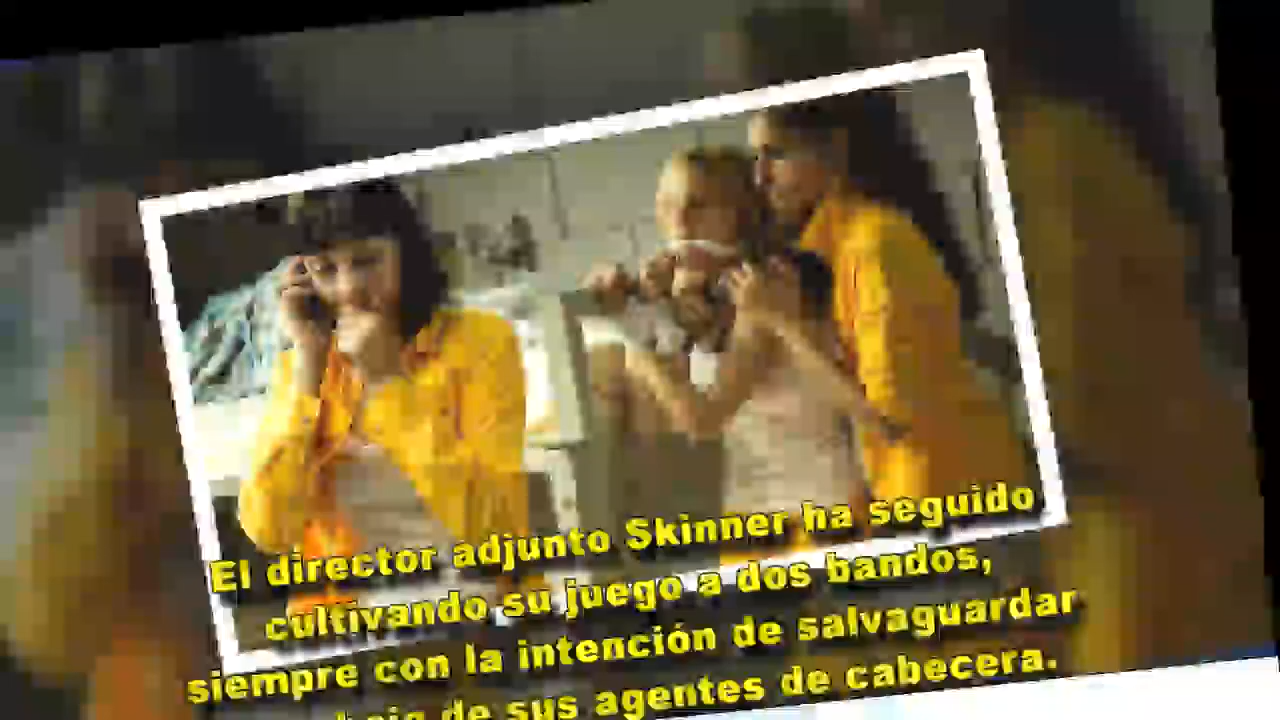 El director adjunto Skinner ha seguido
cultivando su juego a dos bandos,
siempre con la intención de salvaguardar
de sus agentes de cabecera.